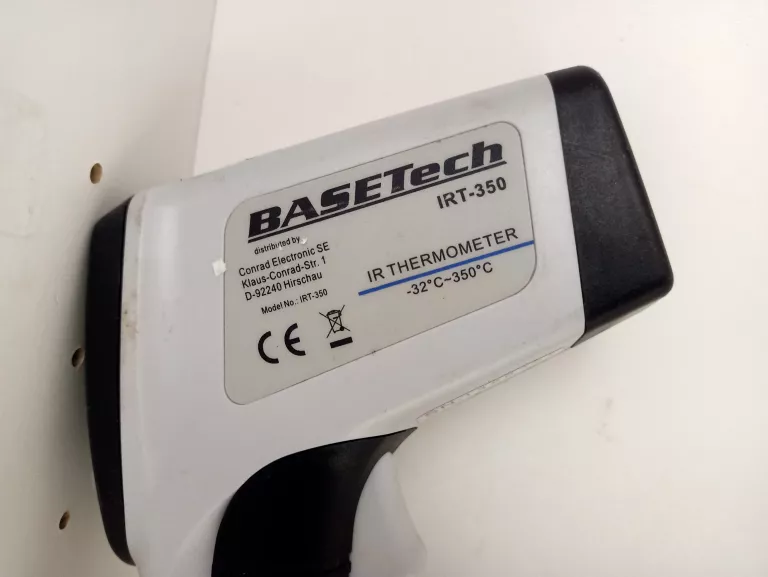 BASETech
IRT-350
distributed by
Conrad Electronic SE
Klaus-Conrad-Str. 1
D-92240 Hirschau
Model No.: IRT-350
IR THERMOMETER
-32°C~350°C
CE